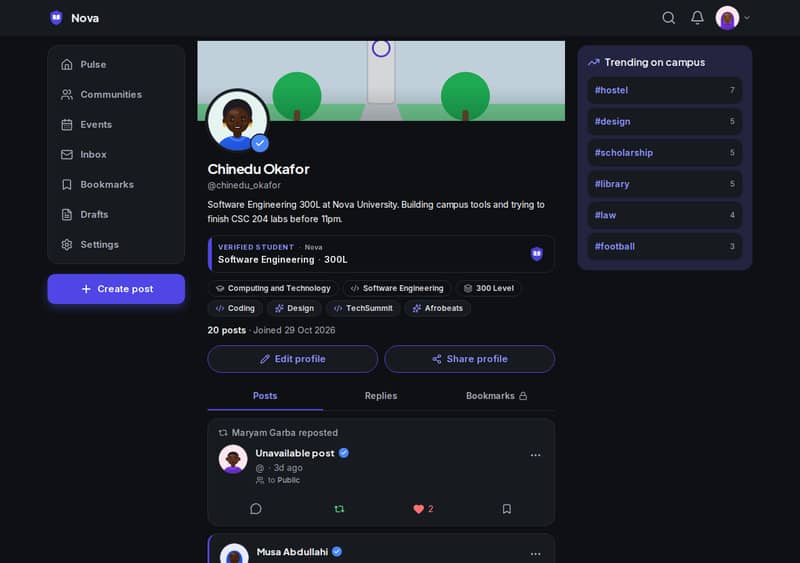 Nova
Pulse
Communities
Events
Inbox
Bookmarks
Drafts
Settings
Create post
Chinedu Okafor
@chinedu_okafor
Software Engineering 300L at Nova University. Building campus tools and trying to
finish CSC 204 labs before 11pm.
VERIFIED STUDENT · Nova
Software Engineering · 300L
Computing and Technology
Software Engineering
300 Level
Coding
Design
TechSummit
Afrobeats
20 posts · Joined 29 Oct 2026
Edit profile
Share profile
Posts
Replies
Bookmarks
Maryam Garba reposted
Unavailable post
@ · 3d ago
to Public
2
Musa Abdullahi
Trending on campus
#hostel 7
#design 5
#scholarship 5
#library 5
#law 4
#football 3